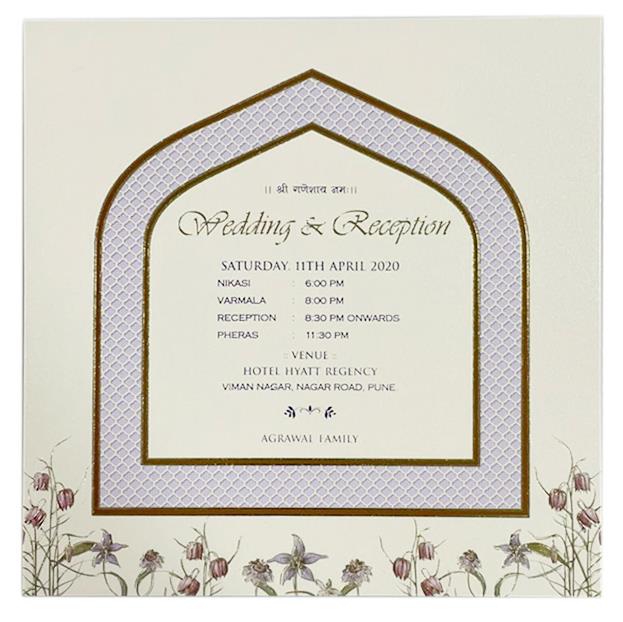 || श्री गणेशाय नमः ||
Wedding & Reception
SATURDAY, 11TH APRIL 2020
NIKASI : 6:00 PM
VARMALA : 8:00 PM
RECEPTION : 8:30 PM ONWARDS
PHERAS : 11:30 PM
:: VENUE ::
HOTEL HYATT REGENCY
VIMAN NAGAR, NAGAR ROAD, PUNE.
AGRAWAL FAMILY